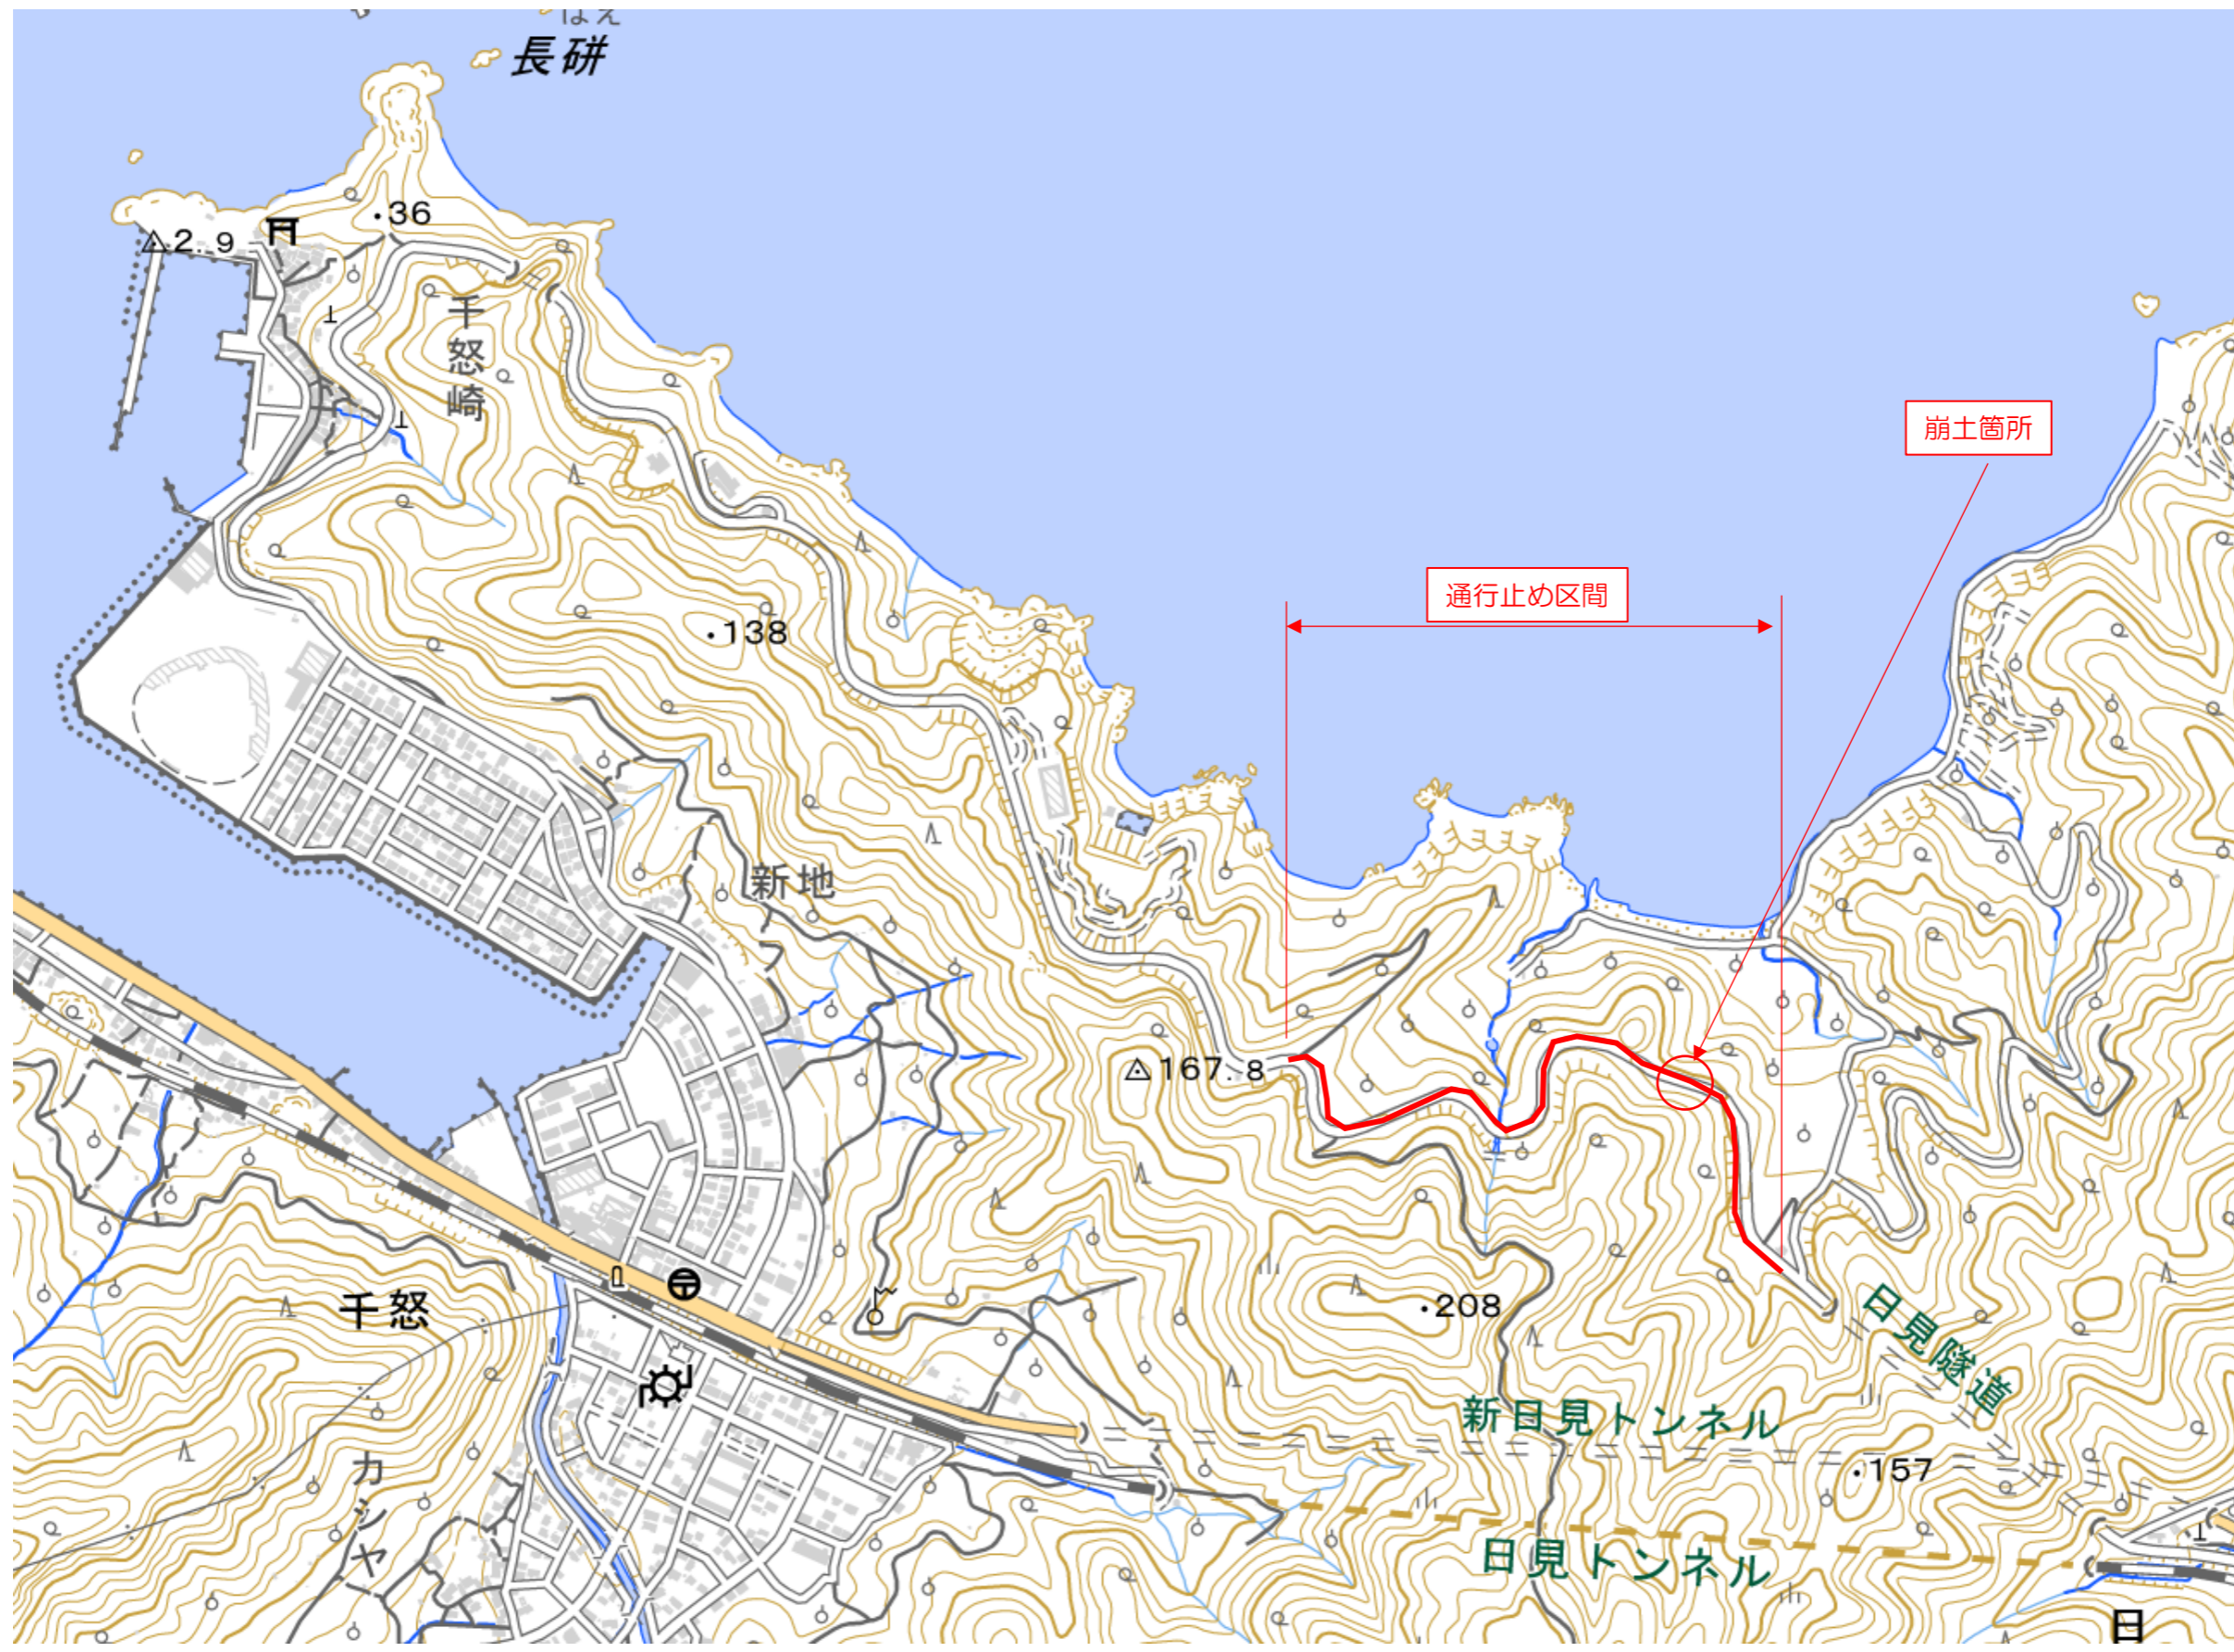 長硏
36
2.9
千怒崎
崩土箇所
通行止め区間
138
新地
167.8
千怒
208
日見隧道
新日見トンネル
157
カシヤ
日見トンネル
日